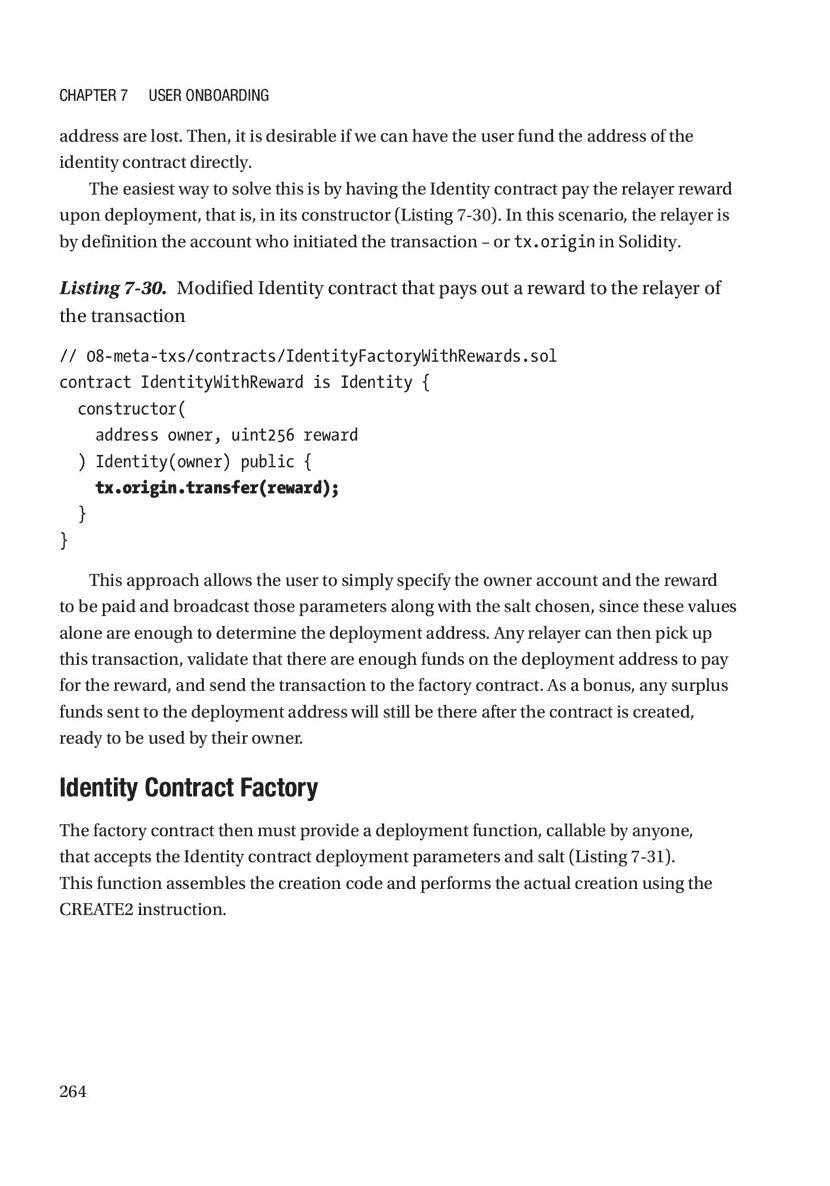 CHAPTER 7 USER ONBOARDING
address are lost. Then, it is desirable if we can have the user fund the address of the
identity contract directly.
The easiest way to solve this is by having the Identity contract pay the relayer reward
upon deployment, that is, in its constructor (Listing 7-30). In this scenario, the relayer is
by definition the account who initiated the transaction – or tx.origin in Solidity.
Listing 7-30. Modified Identity contract that pays out a reward to the relayer of
the transaction
// 08-meta-txs/contracts/IdentityFactoryWithRewards.sol
contract IdentityWithReward is Identity {
  constructor(
    address owner, uint256 reward
  ) Identity(owner) public {
    tx.origin.transfer(reward);
  }
}
This approach allows the user to simply specify the owner account and the reward
to be paid and broadcast those parameters along with the salt chosen, since these values
alone are enough to determine the deployment address. Any relayer can then pick up
this transaction, validate that there are enough funds on the deployment address to pay
for the reward, and send the transaction to the factory contract. As a bonus, any surplus
funds sent to the deployment address will still be there after the contract is created,
ready to be used by their owner.
Identity Contract Factory
The factory contract then must provide a deployment function, callable by anyone,
that accepts the Identity contract deployment parameters and salt (Listing 7-31).
This function assembles the creation code and performs the actual creation using the
CREATE2 instruction.
264